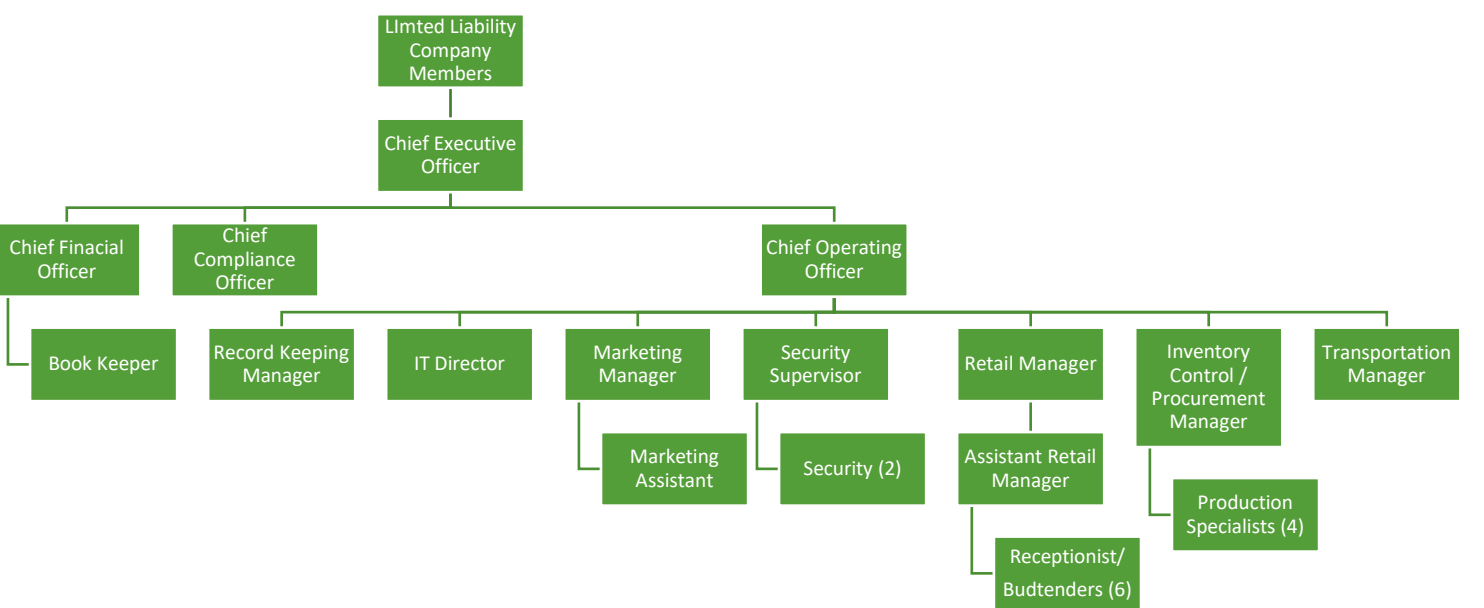 LImted Liability
Company
Members
Chief Executive
Officer
Chief Finacial
Officer
Chief
Compliance
Officer
Chief Operating
Officer
Book Keeper
Record Keeping
Manager
IT Director
Marketing
Manager
Security
Supervisor
Retail Manager
Inventory
Control /
Procurement
Manager
Transportation
Manager
Marketing
Assistant
Security (2)
Assistant Retail
Manager
Production
Specialists (4)
Receptionist/
Budtenders (6)